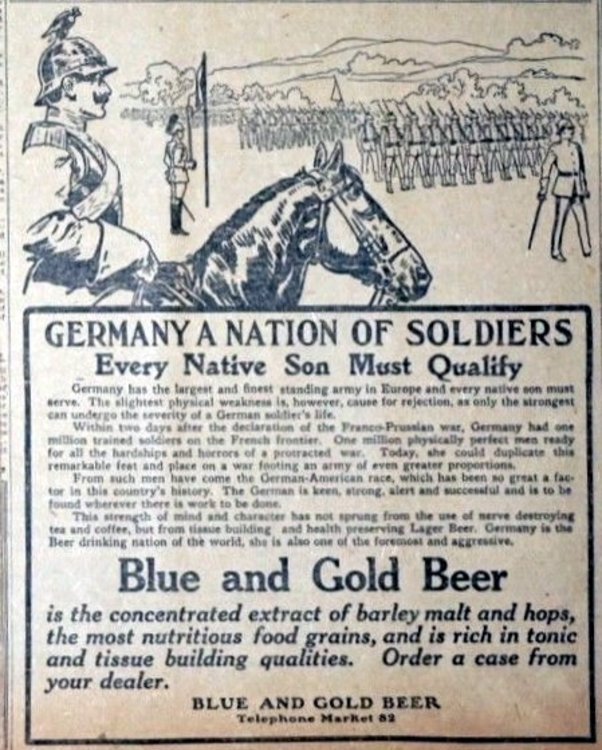 GERMANY A NATION OF SOLDIERS
Every Native Son Must Qualify
Germany has the largest and finest standing army in Europe and every native son must
serve. The slightest physical weakness is, however, cause for rejection, as only the strongest
can undergo the severity of a German soldier's life.
Within two days after the declaration of the Franco-Prussian war, Germany had one
million trained soldiers on the French frontier. One million physically perfect men ready
for all the hardships and horrors of a protracted war. Today, she could duplicate this
remarkable feat and place on a war footing an army of even greater proportions.
From such men have come the German-American race, which has been so great a fac-
tor in this country's history. The German is keen, strong, alert and successful and is to be
found wherever there is work to be done.
This strength of mind and character has not sprung from the use of nerve destroying
tea and coffee, but from tissue building and health preserving Lager Beer. Germany is the
Beer drinking nation of the world, she is also one of the foremost and aggressive.
Blue and Gold Beer
is the concentrated extract of barley malt and hops,
the most nutritious food grains, and is rich in tonic
and tissue building qualities. Order a case from
your dealer.
BLUE AND GOLD BEER
Telephone Market 82